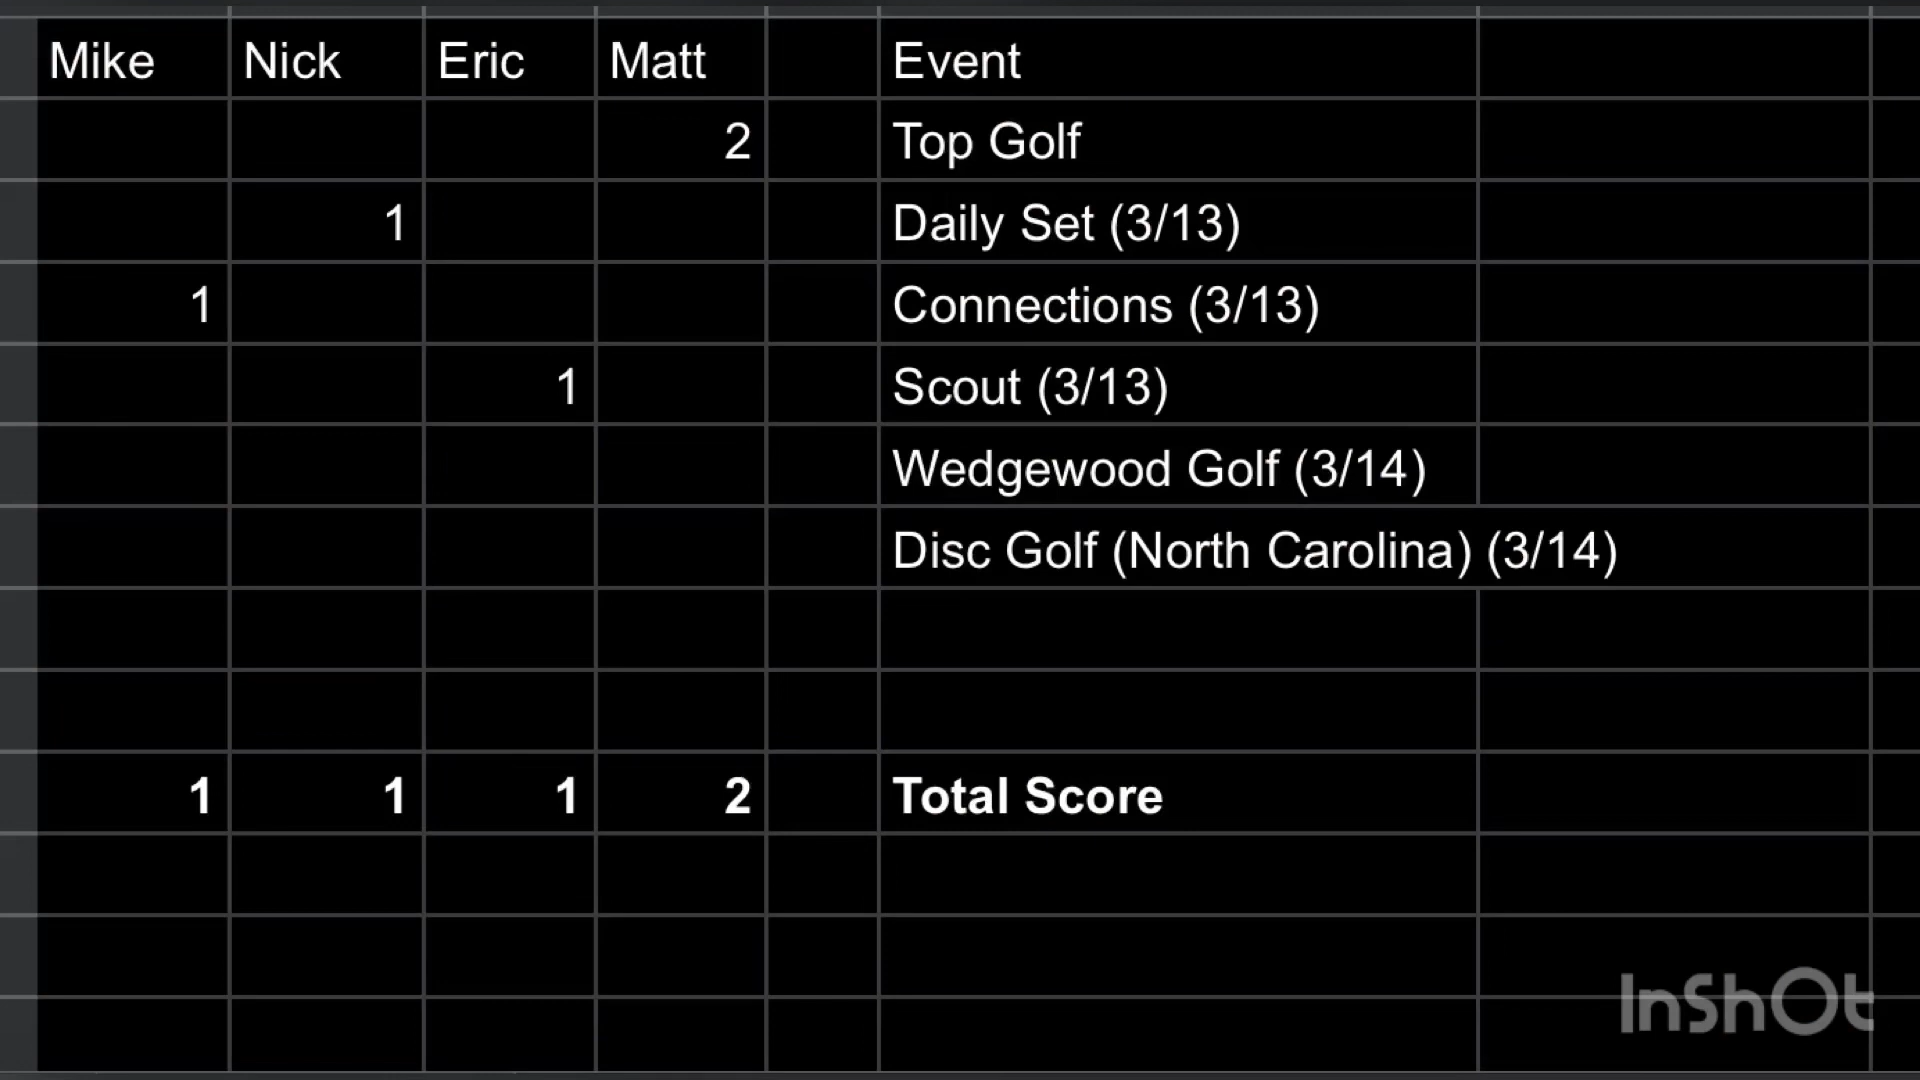 Mike Nick Eric Matt Event
2 Top Golf
1 Daily Set (3/13)
1 Connections (3/13)
1 Scout (3/13)
Wedgewood Golf (3/14)
Disc Golf (North Carolina) (3/14)
1 1 1 2 Total Score
InShOt